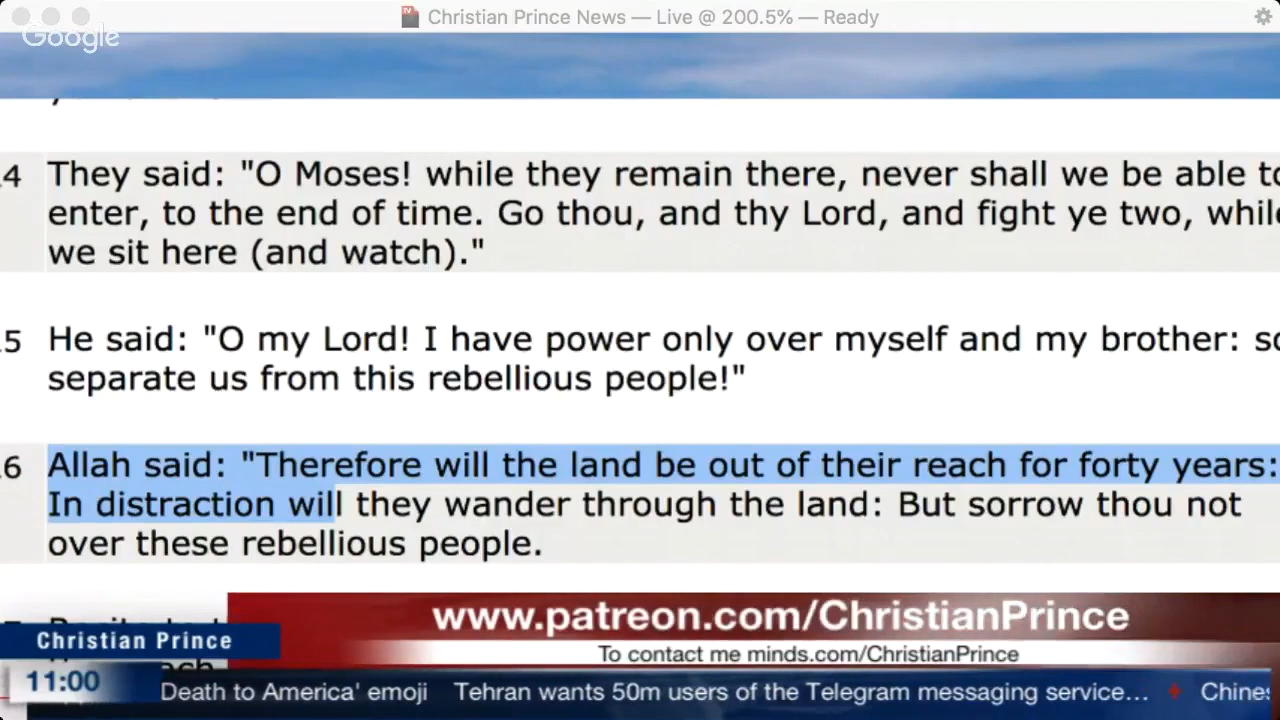 Christian Prince News — Live @ 200.5% — Ready
Google
14 They said: "O Moses! while they remain there, never shall we be able to
enter, to the end of time. Go thou, and thy Lord, and fight ye two, while
we sit here (and watch)."
5 He said: "O my Lord! I have power only over myself and my brother: so
separate us from this rebellious people!"
6 Allah said: "Therefore will the land be out of their reach for forty years:
In distraction will they wander through the land: But sorrow thou not
over these rebellious people.
www.patreon.com/ChristianPrince
Christian Prince
To contact me minds.com/ChristianPrince
11:00
Death to America' emoji Tehran wants 50m users of the Telegram messaging service... Chines